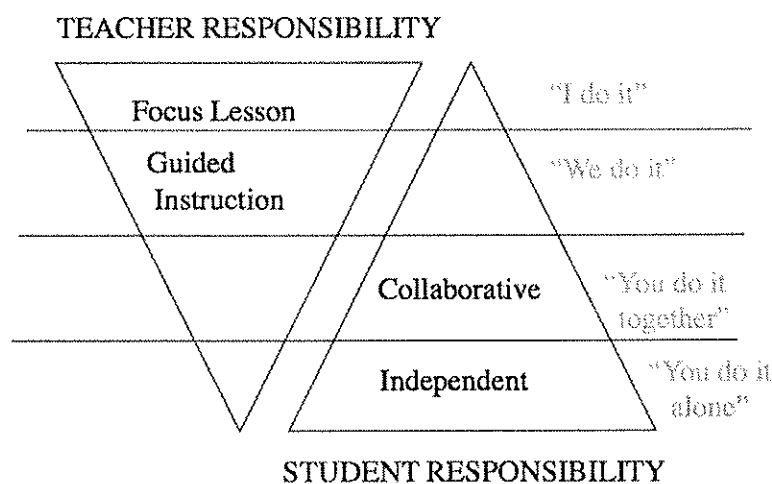 TEACHER RESPONSIBILITY
Focus Lesson
"I do it"
Guided
Instruction
"We do it"
Collaborative
"You do it
together"
Independent
"You do it
alone"
STUDENT RESPONSIBILITY